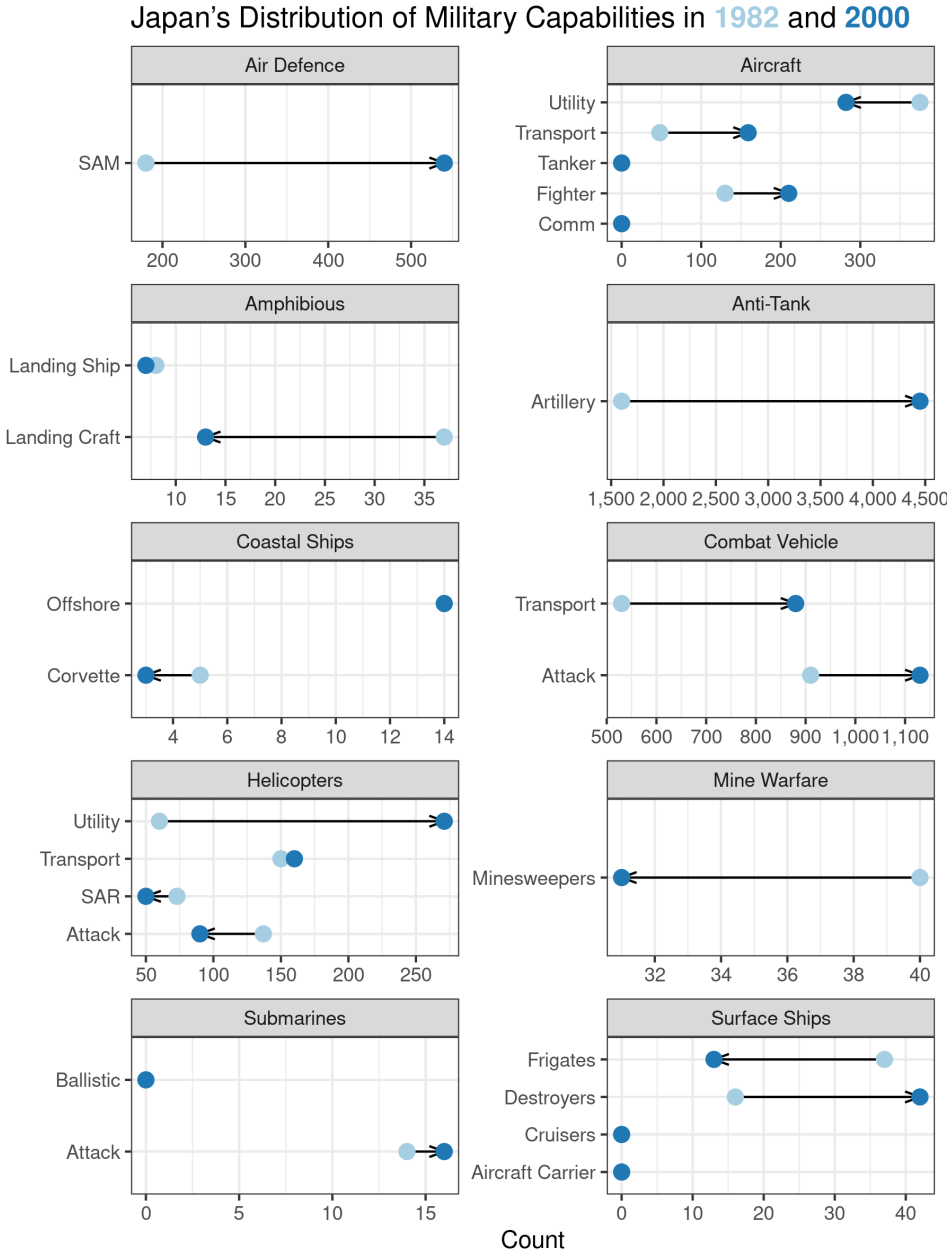 Japan’s Distribution of Military Capabilities in 1982 and 2000
Air Defence
SAM
200 300 400 500
Aircraft
Utility
Transport
Tanker
Fighter
Comm
0 100 200 300
Amphibious
Landing Ship
Landing Craft
10 15 20 25 30 35
Anti-Tank
Artillery
1,500 2,000 2,500 3,000 3,500 4,000 4,500
Coastal Ships
Offshore
Corvette
4 6 8 10 12 14
Combat Vehicle
Transport
Attack
500 600 700 800 900 1,000 1,100
Helicopters
Utility
Transport
SAR
Attack
50 100 150 200 250
Mine Warfare
Minesweepers
32 34 36 38 40
Submarines
Ballistic
Attack
0 5 10 15
Surface Ships
Frigates
Destroyers
Cruisers
Aircraft Carrier
0 10 20 30 40
Count